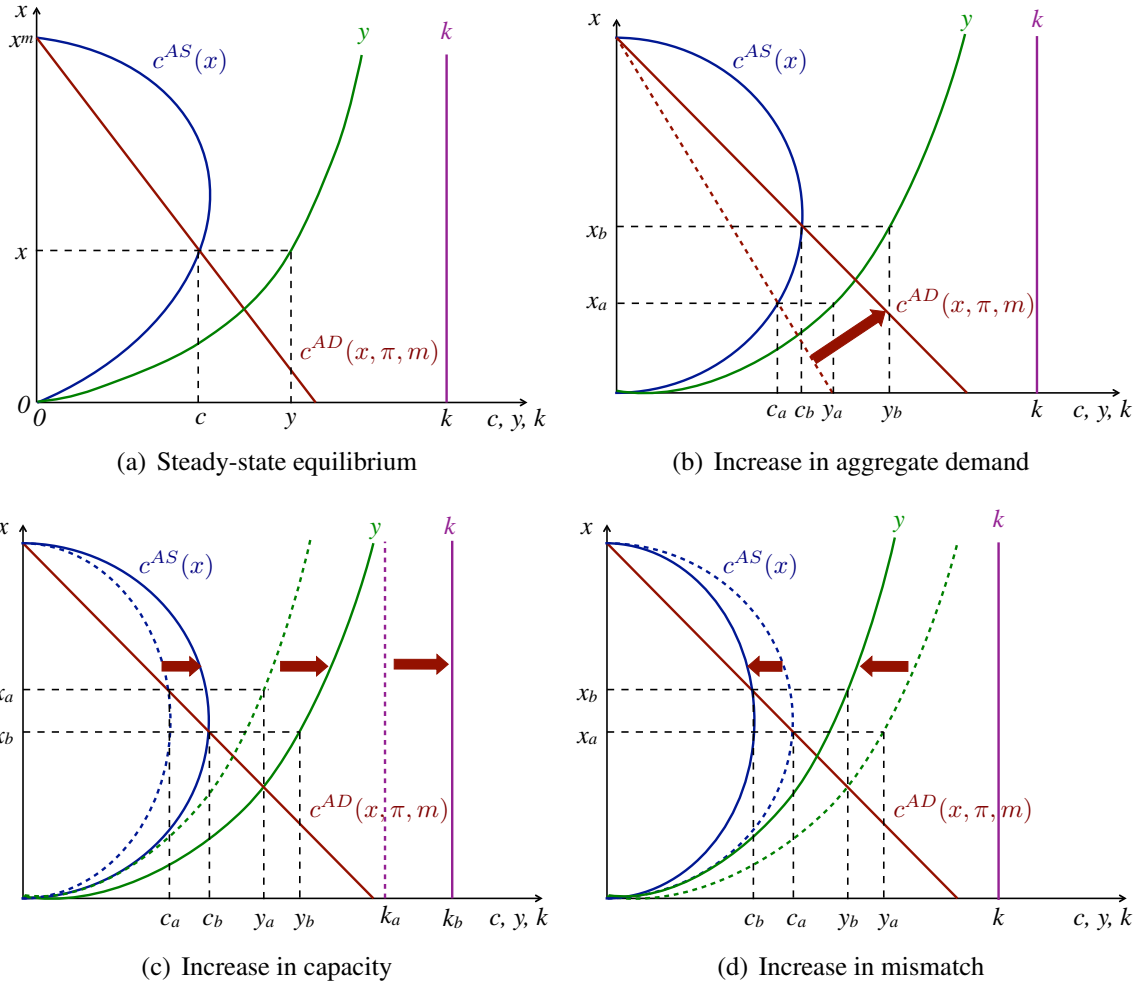 x
x^m
c^{AS}(x)
y
k
x
c^{AD}(x, π, m)
0
0
c
y
k
c, y, k
(a) Steady-state equilibrium
x
c^{AS}(x)
y
k
x_b
x_a
c^{AD}(x, π, m)
c_a
c_b
y_a
y_b
k
c, y, k
(b) Increase in aggregate demand
x
c^{AS}(x)
y
k
x_a
x_b
c^{AD}(x, π, m)
c_a
c_b
y_a
y_b
k_a
k_b
c, y, k
(c) Increase in capacity
x
c^{AS}(x)
y
k
x_b
x_a
c^{AD}(x, π, m)
c_b
c_a
y_b
y_a
k
c, y, k
(d) Increase in mismatch